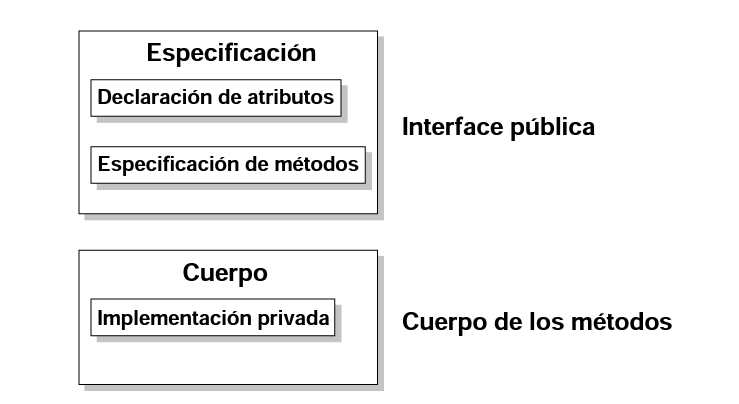 Especificación
Declaración de atributos
Interface pública
Especificación de métodos
Cuerpo
Implementación privada
Cuerpo de los métodos